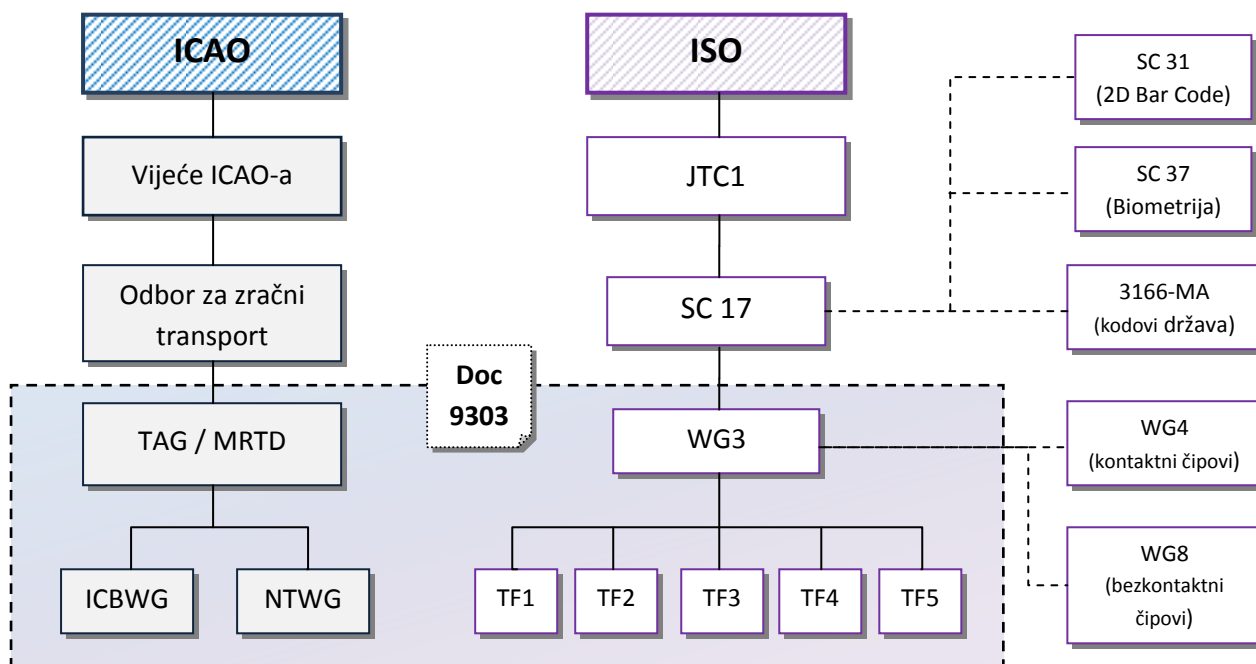 ICAO
ISO
SC 31
(2D Bar Code)
Vijeće ICAO-a
JTC1
SC 37
(Biometrija)
Odbor za zračni
transport
SC 17
3166-MA
(kodovi država)
Doc
9303
TAG / MRTD
WG3
WG4
(kontaktni čipovi)
ICBWG
NTWG
TF1
TF2
TF3
TF4
TF5
WG8
(bezkontaktni
čipovi)